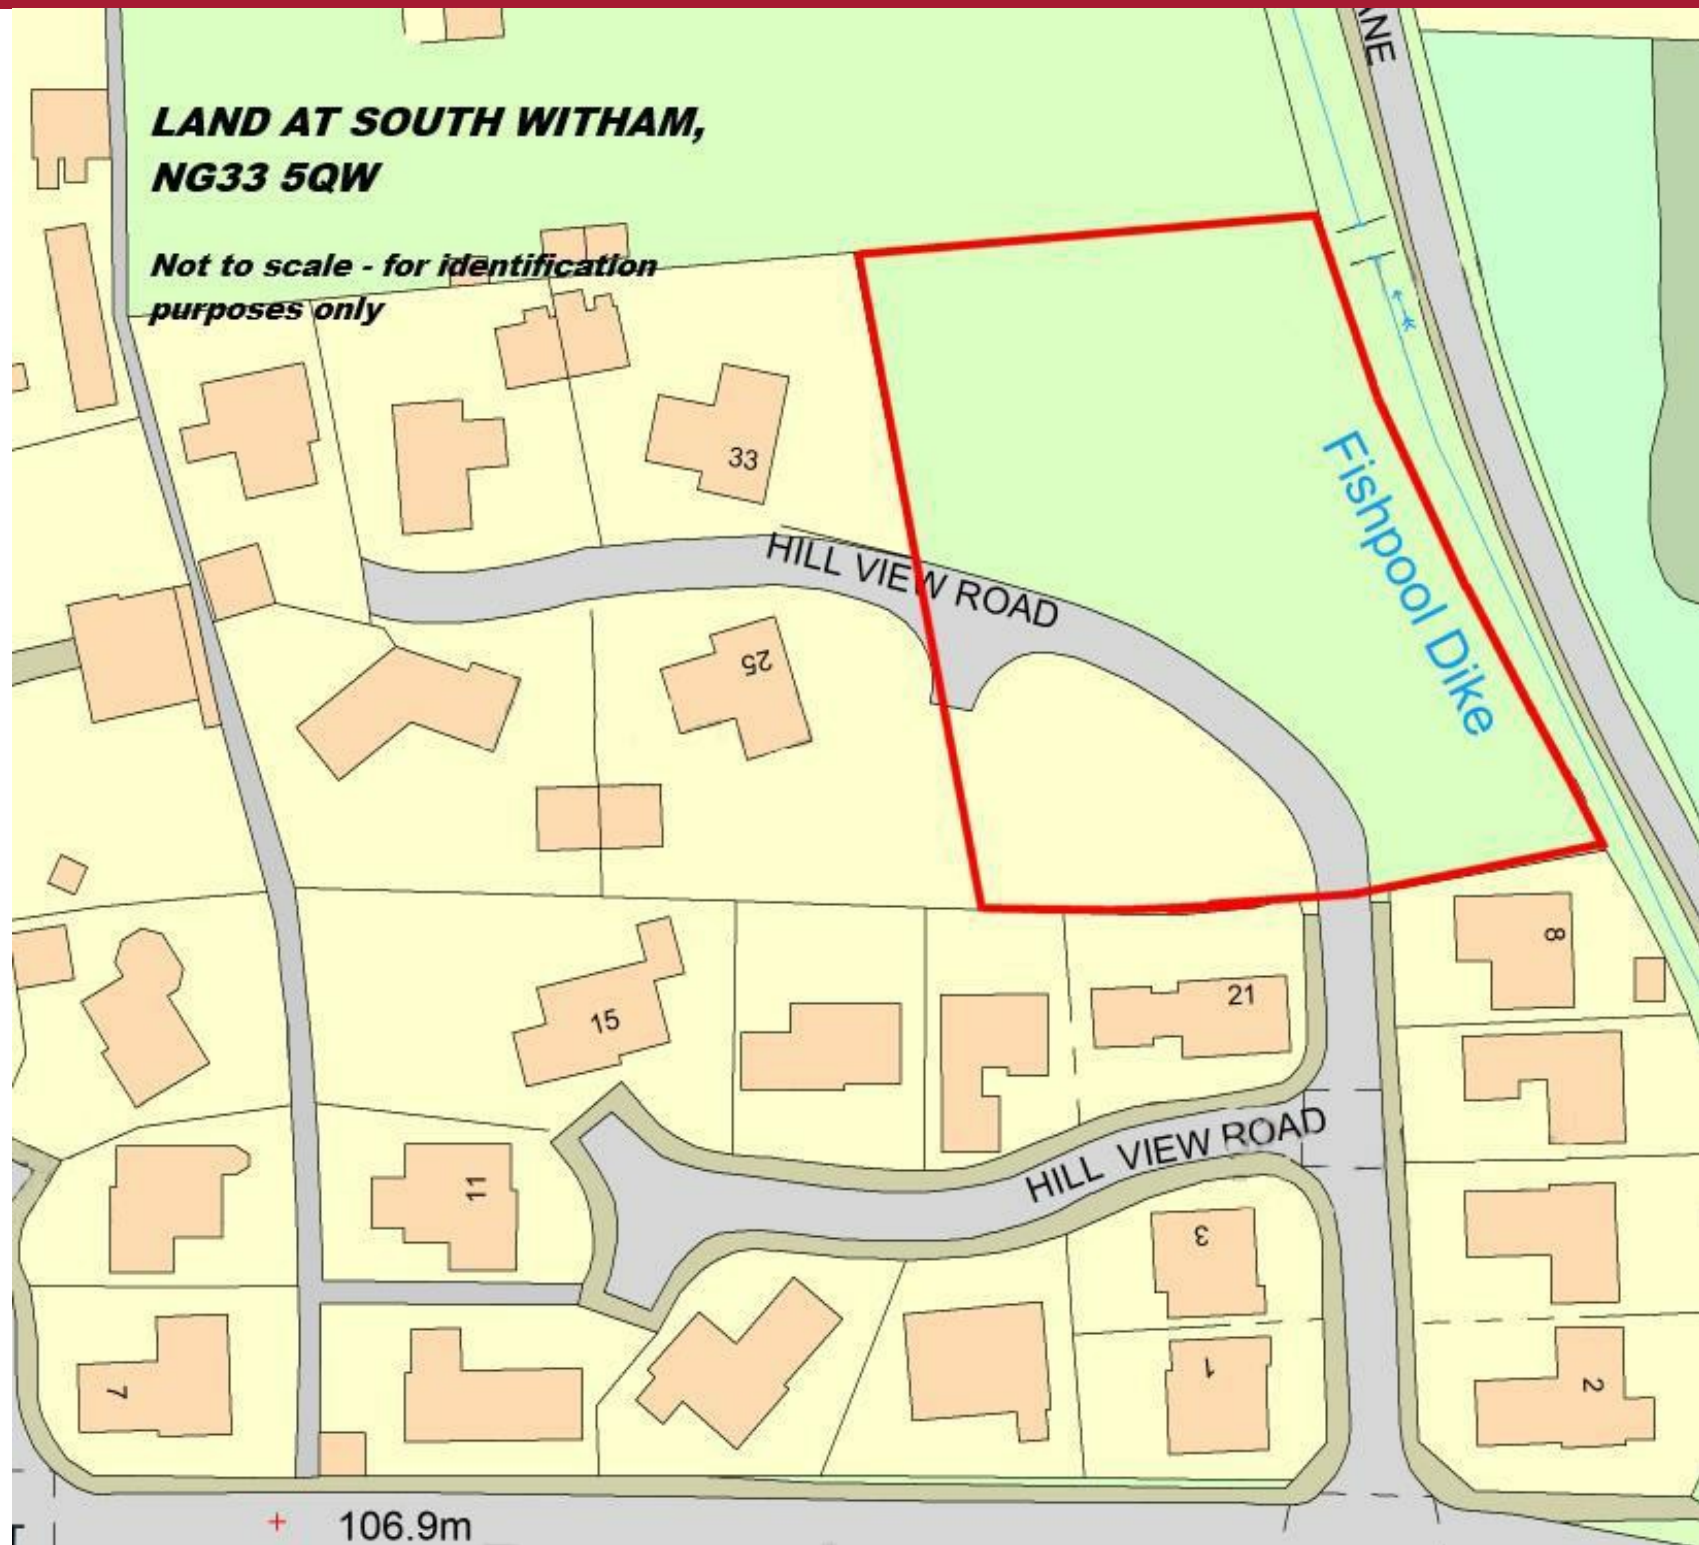 ANE
LAND AT SOUTH WITHAM,
NG33 5QW
Not to scale - for identification
purposes only
33
HILL VIEW ROAD
Fishpool Dike
25
8
21
15
HILL VIEW ROAD
11
3
1
7
2
106.9m